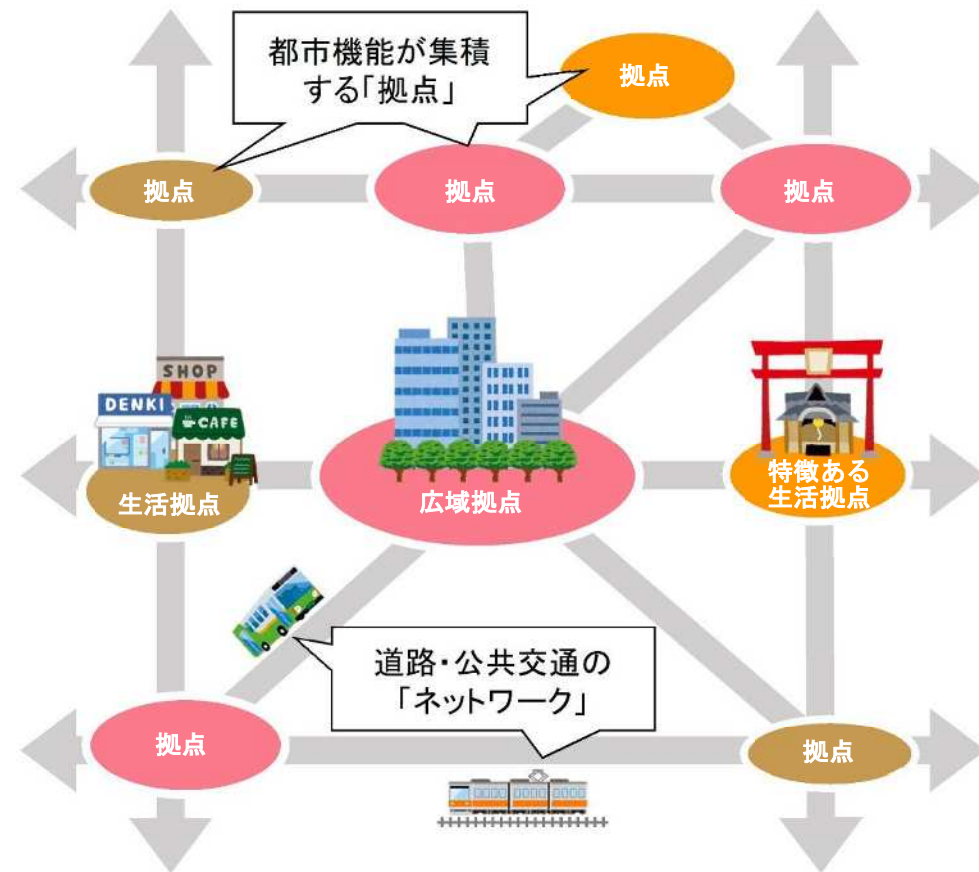 都市機能が集積
する「拠点」
拠点
拠点
拠点
拠点
SHOP
DENKI
CAFE
生活拠点
広域拠点
特徴ある
生活拠点
道路・公共交通の
「ネットワーク」
拠点
拠点